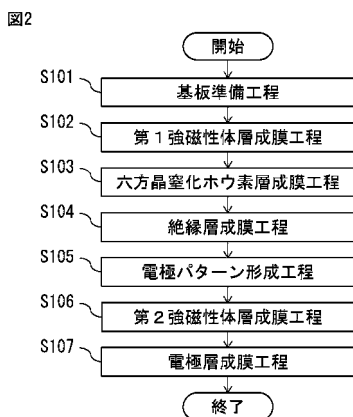 図2
開始
S101
基板準備工程
S102
第1強磁性体層成膜工程
S103
六方晶窒化ホウ素層成膜工程
S104
絶縁層成膜工程
S105
電極パターン形成工程
S106
第2強磁性体層成膜工程
S107
電極層成膜工程
終了